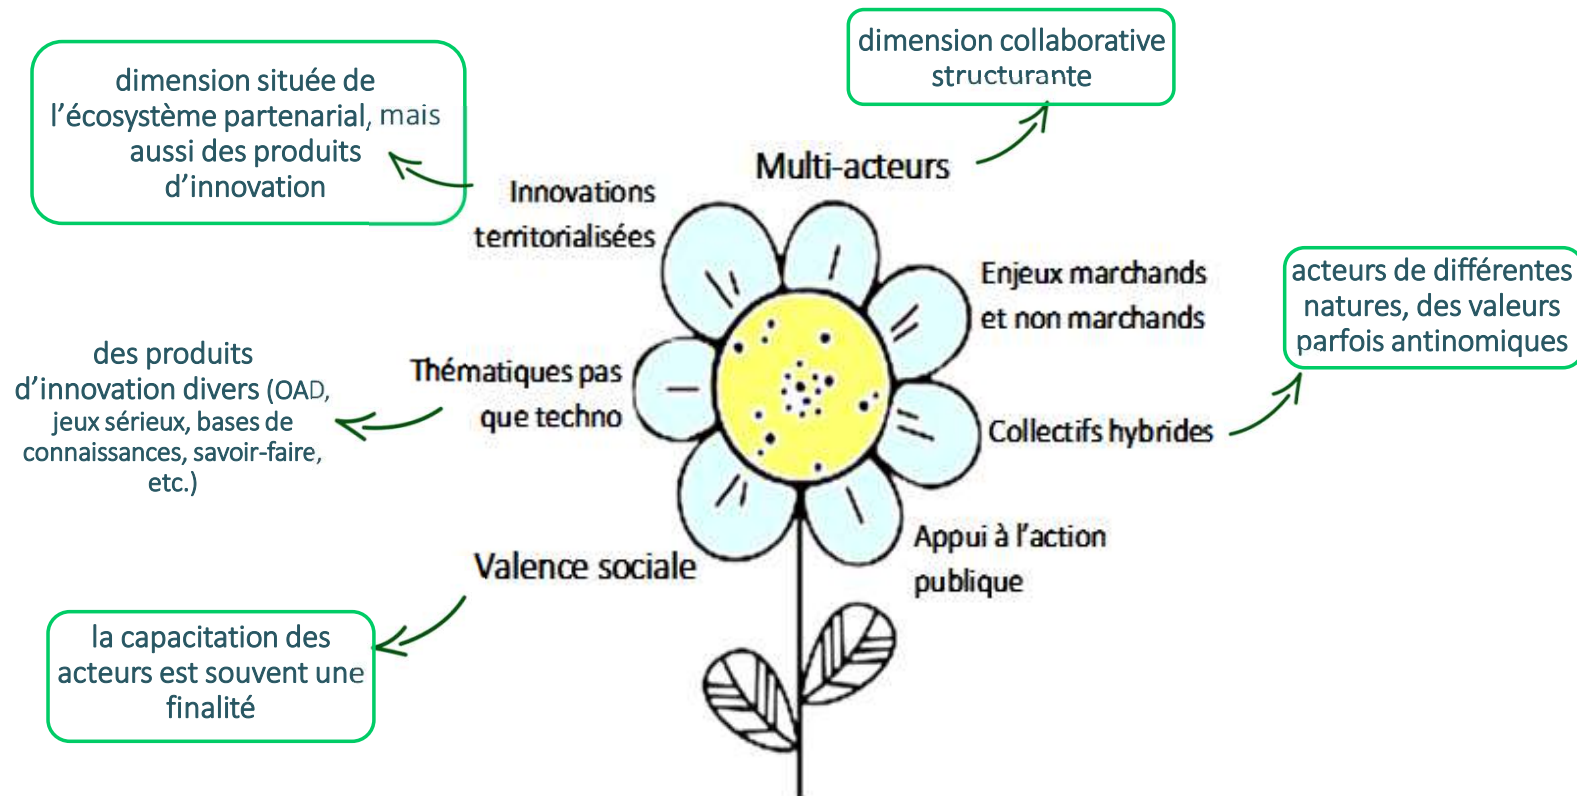 dimension située de
l’écosystème partenarial, mais
aussi des produits
d’innovation
dimension collaborative
structurante
Multi-acteurs
Innovations
territorialisées
Enjeux marchands
et non marchands
acteurs de différentes
natures, des valeurs
parfois antinomiques
des produits
d’innovation divers (OAD,
jeux sérieux, bases de
connaissances, savoir-faire,
etc.)
Thématiques pas
que techno
Collectifs hybrides
Appui à l’action
publique
Valence sociale
la capacitation des
acteurs est souvent une
finalité